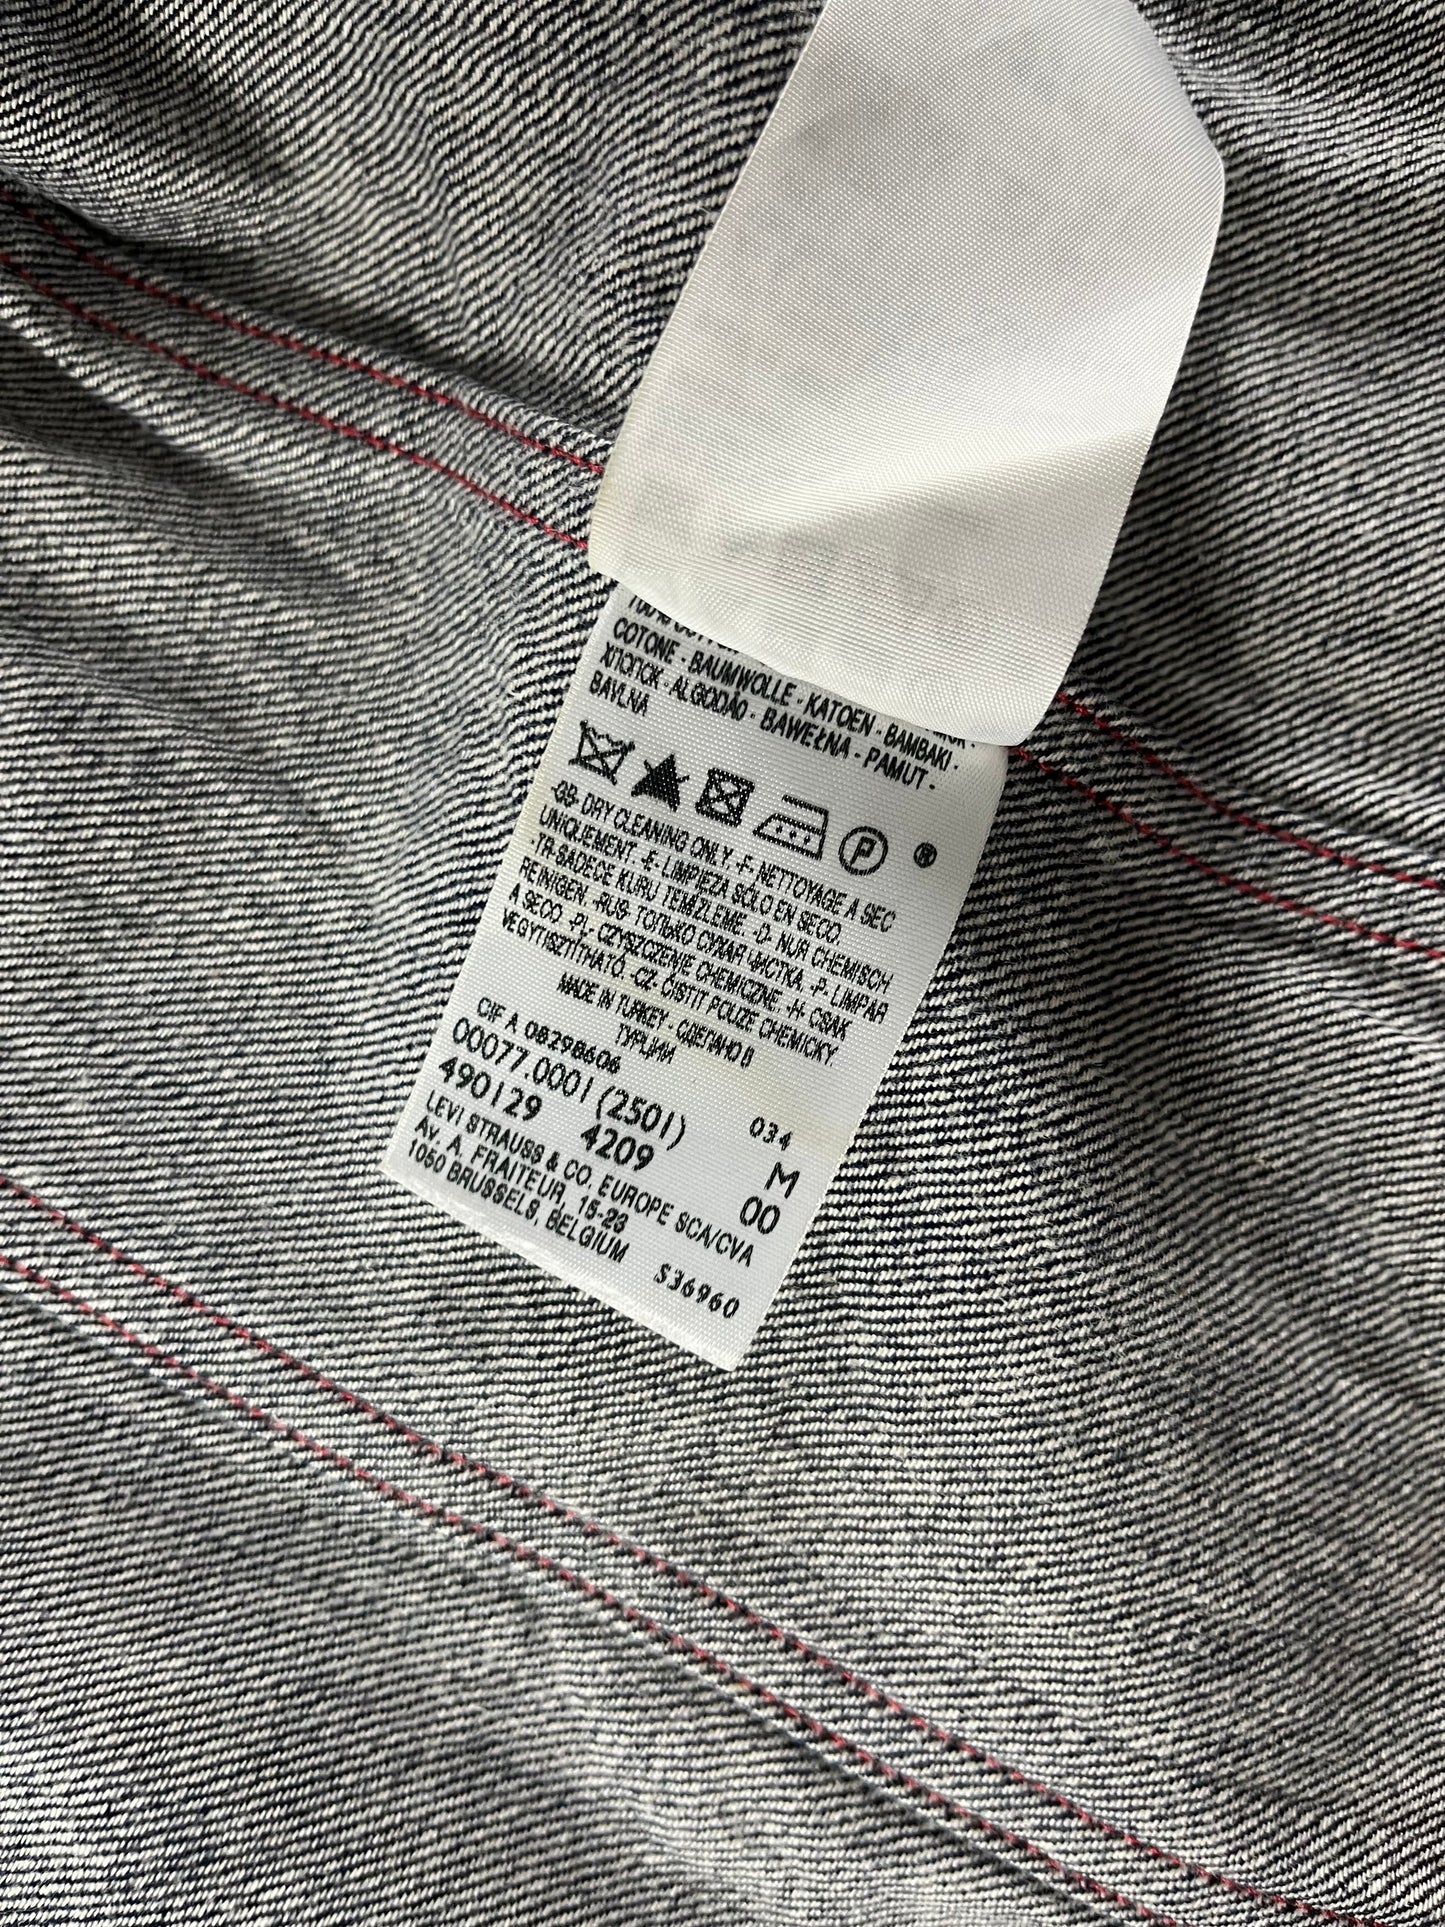 COTONE - BAUMWOLLE - KATOEN - BAMBAKI -
ХЛОПОК - ALGODÃO - BAWEŁNA - PAMUT -
BAVLNA
P ®
-GB- DRY CLEANING ONLY -F- NETTOYAGE A SEC
UNIQUEMENT. -E- LIMPIEZA SÓLO EN SECO.
-TR-SADECE KURU TEMİZLEME. -D- NUR CHEMISCH
REINIGEN. -RUS- ТОЛЬКО СУХАЯ ЧИСТКА. -P- LIMPAR
A SECO. -PL- CZYSZCZENIE CHEMICZNE. -H- CSAK
VEGYTISZTÍTHATÓ. -CZ- ČISTIT POUZE CHEMICKY.
MADE IN TURKEY - СДЕЛАНО В
ТУРЦИИ
CIF A 08298606
00077.0001 (2501) 034
490129 4209 M
00
LEVI STRAUSS & CO. EUROPE SCA/CVA
AV. A. FRAITEUR, 15-23
1050 BRUSSELS, BELGIUM S36960